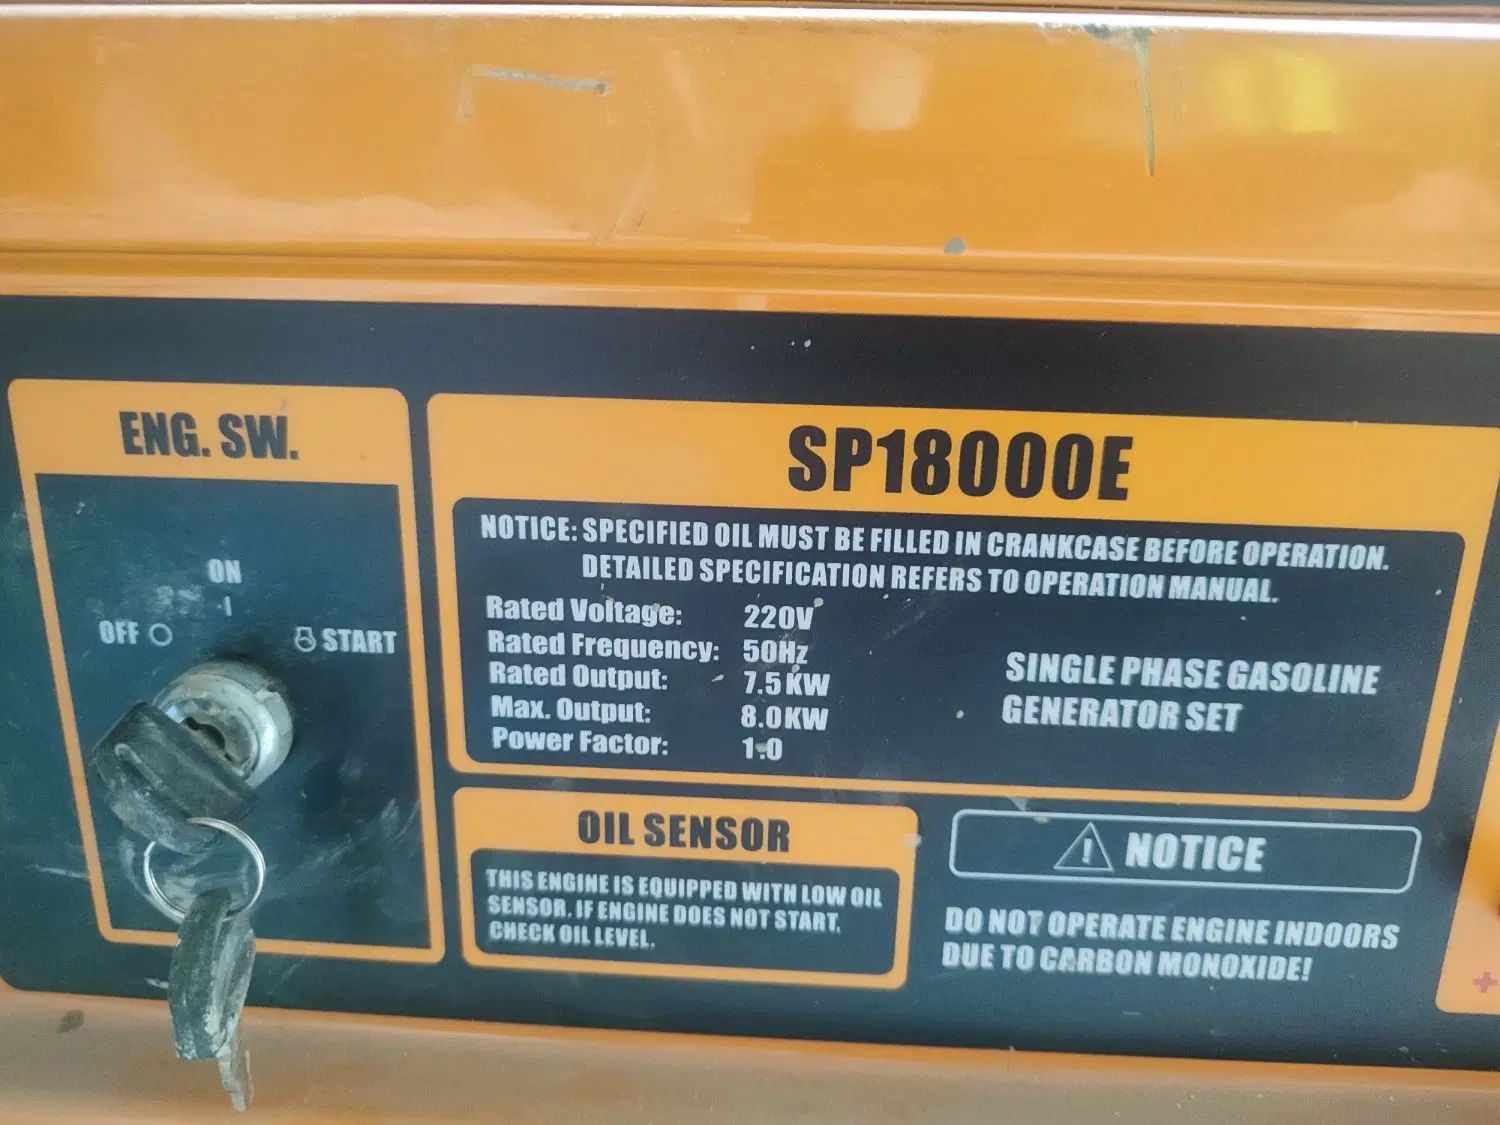 ENG. SW.
ON
I
OFF
START
SP18000E
NOTICE: SPECIFIED OIL MUST BE FILLED IN CRANKCASE BEFORE OPERATION.
DETAILED SPECIFICATION REFERS TO OPERATION MANUAL.
Rated Voltage: 220V
Rated Frequency: 50Hz
Rated Output: 7.5KW
Max. Output: 8.0KW
Power Factor: 1.0
SINGLE PHASE GASOLINE
GENERATOR SET
OIL SENSOR
THIS ENGINE IS EQUIPPED WITH LOW OIL
SENSOR. IF ENGINE DOES NOT START.
CHECK OIL LEVEL.
NOTICE
DO NOT OPERATE ENGINE INDOORS
DUE TO CARBON MONOXIDE!
+